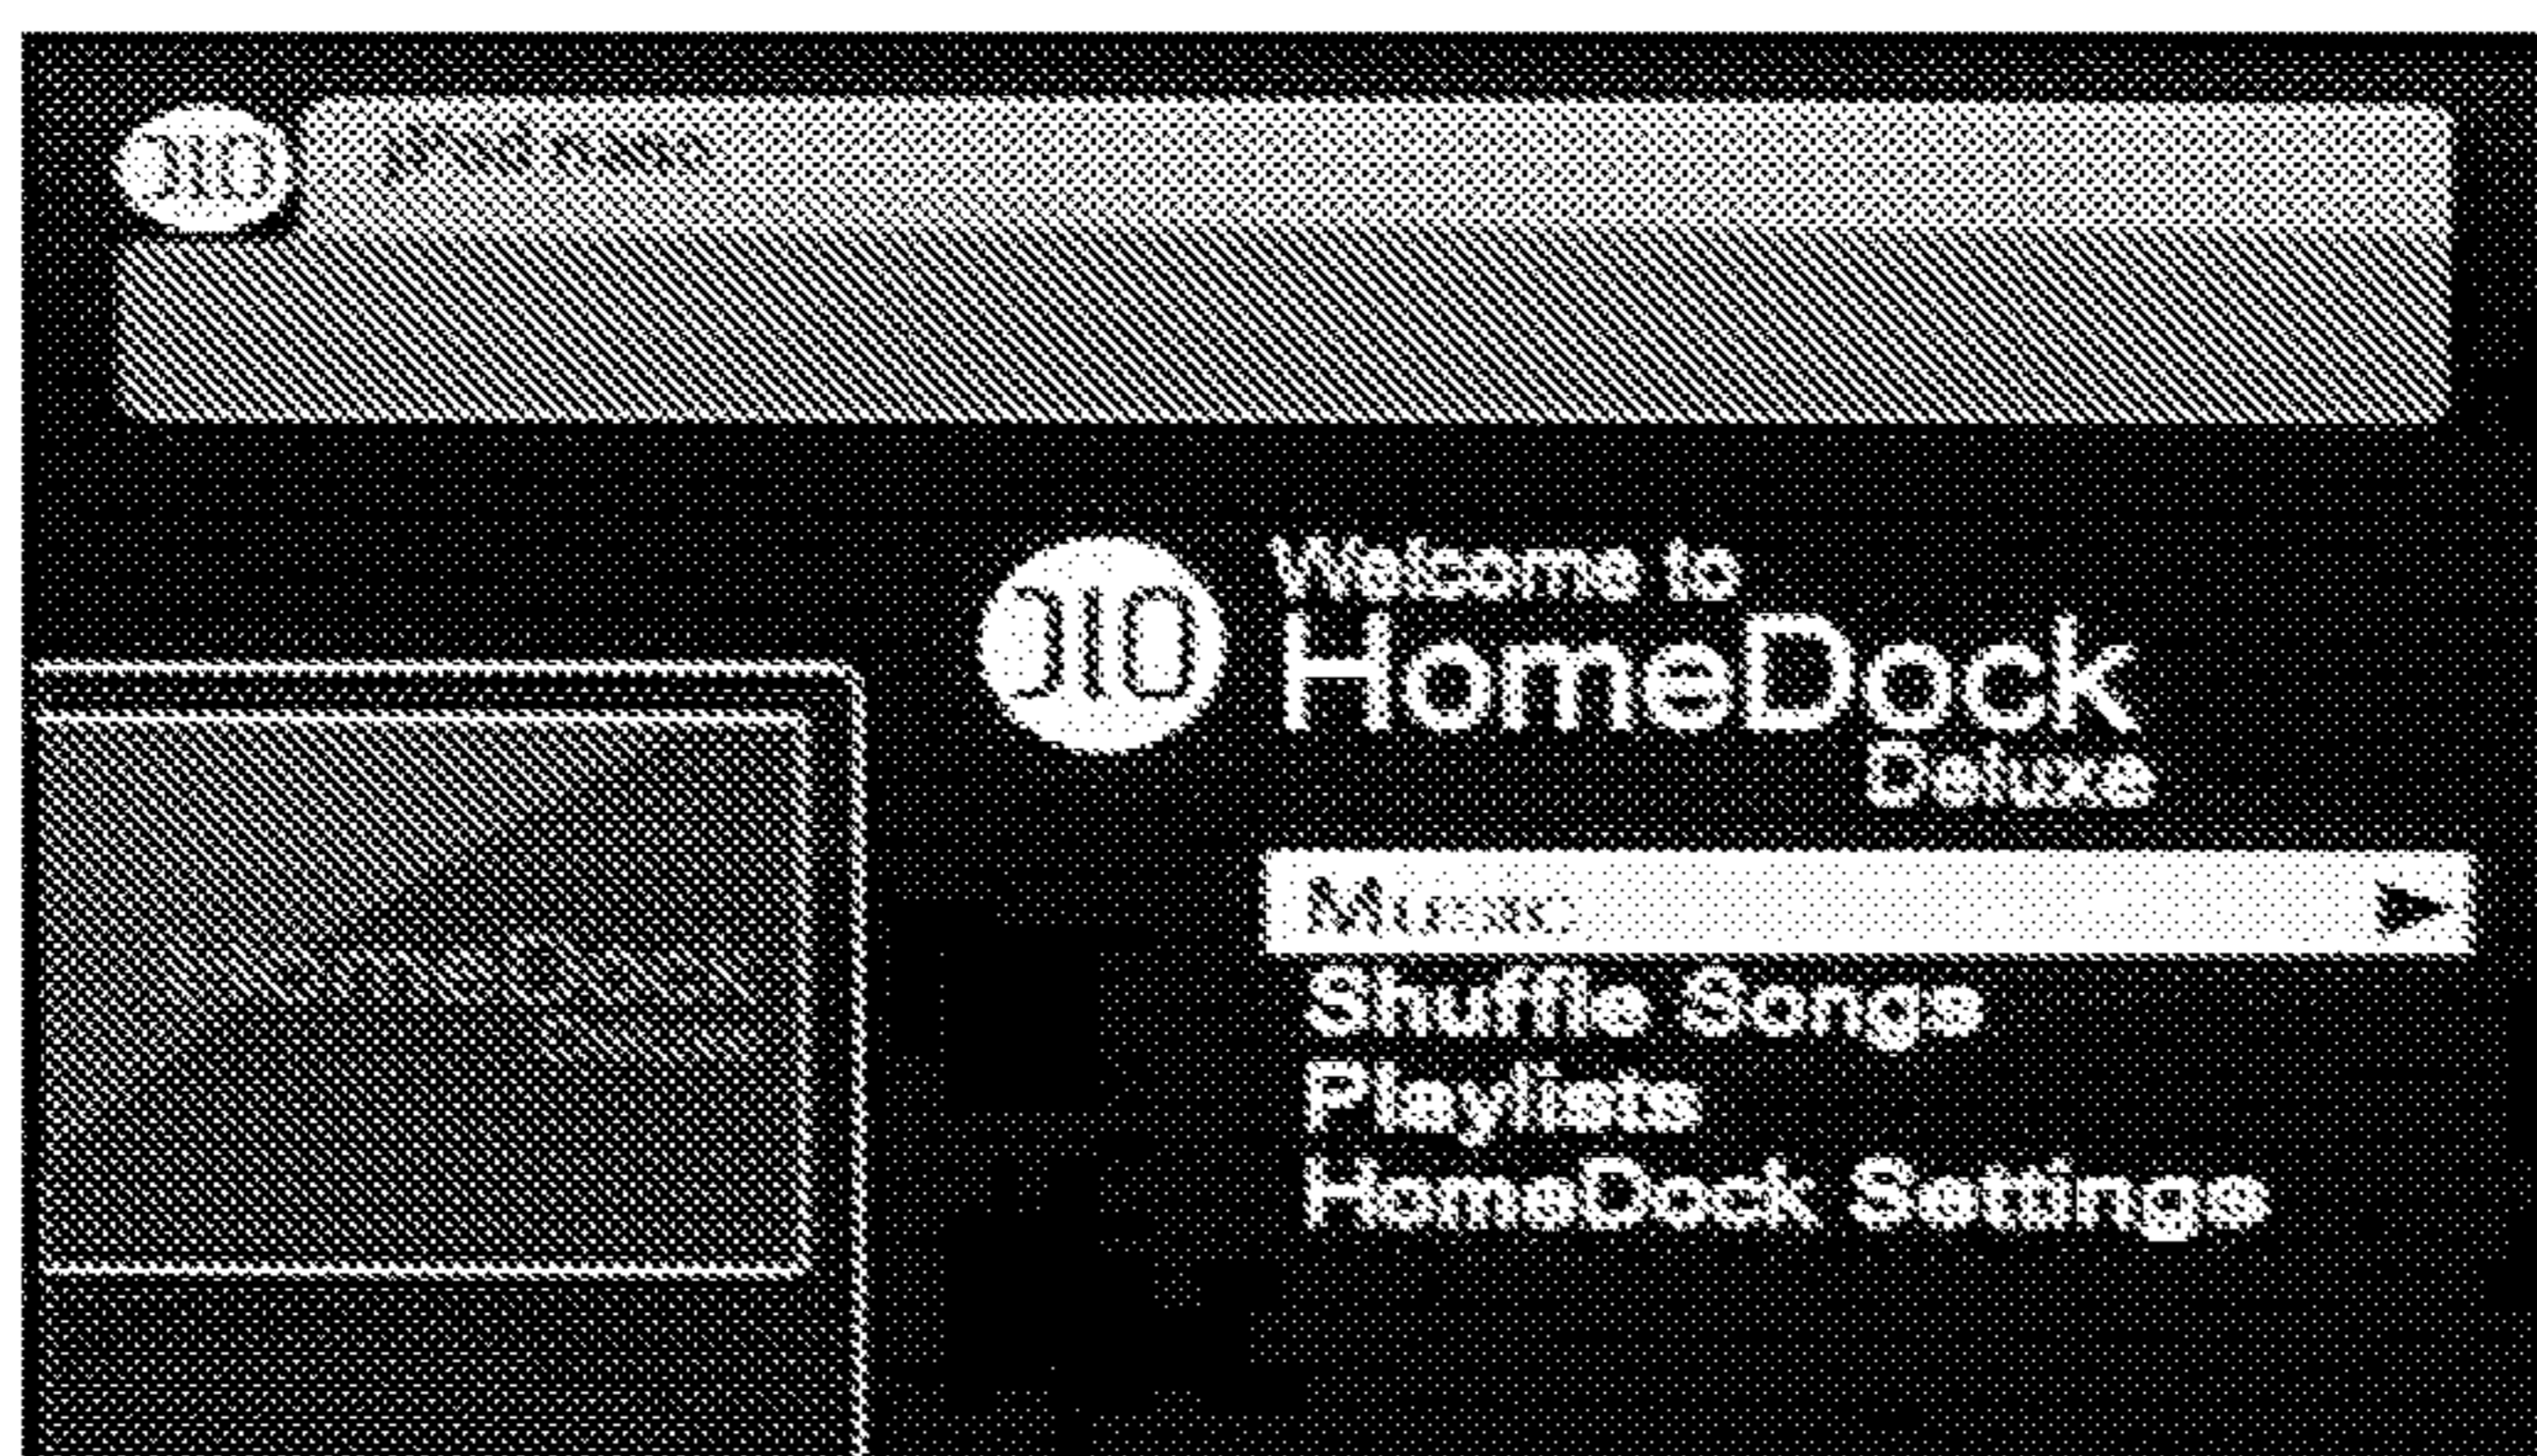 Welcome to
HomeDock
Deluxe
Music
Shuffle Songs
Playlists
HomeDock Settings